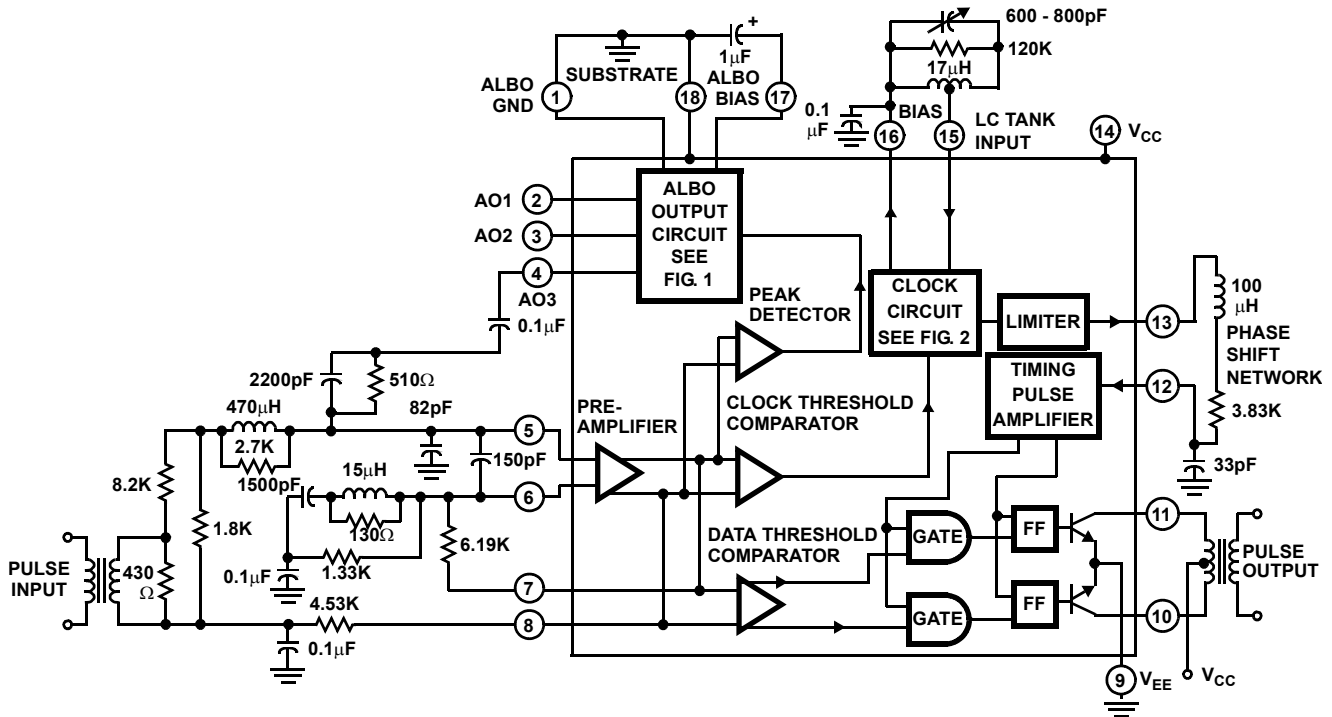 600 - 800pF
120K
17μH
+
1μF
SUBSTRATE
ALBO
GND
1
18
ALBO
BIAS
17
0.1
μF
BIAS
16
15
LC TANK
INPUT
14
VCC
AO1
2
AO2
3
4
AO3
0.1μF
ALBO
OUTPUT
CIRCUIT
SEE
FIG. 1
PEAK
DETECTOR
CLOCK
CIRCUIT
SEE FIG. 2
LIMITER
13
100
μH
PHASE
SHIFT
NETWORK
3.83K
33pF
TIMING
PULSE
AMPLIFIER
12
2200pF
510Ω
470μH
2.7K
82pF
PRE-
AMPLIFIER
CLOCK THRESHOLD
COMPARATOR
5
150pF
8.2K
1500pF
15μH
130Ω
6
1.8K
1.33K
6.19K
DATA THRESHOLD
COMPARATOR
GATE
FF
11
PULSE
INPUT
430
Ω
0.1μF
7
4.53K
8
0.1μF
GATE
FF
10
PULSE
OUTPUT
9
VEE
VCC